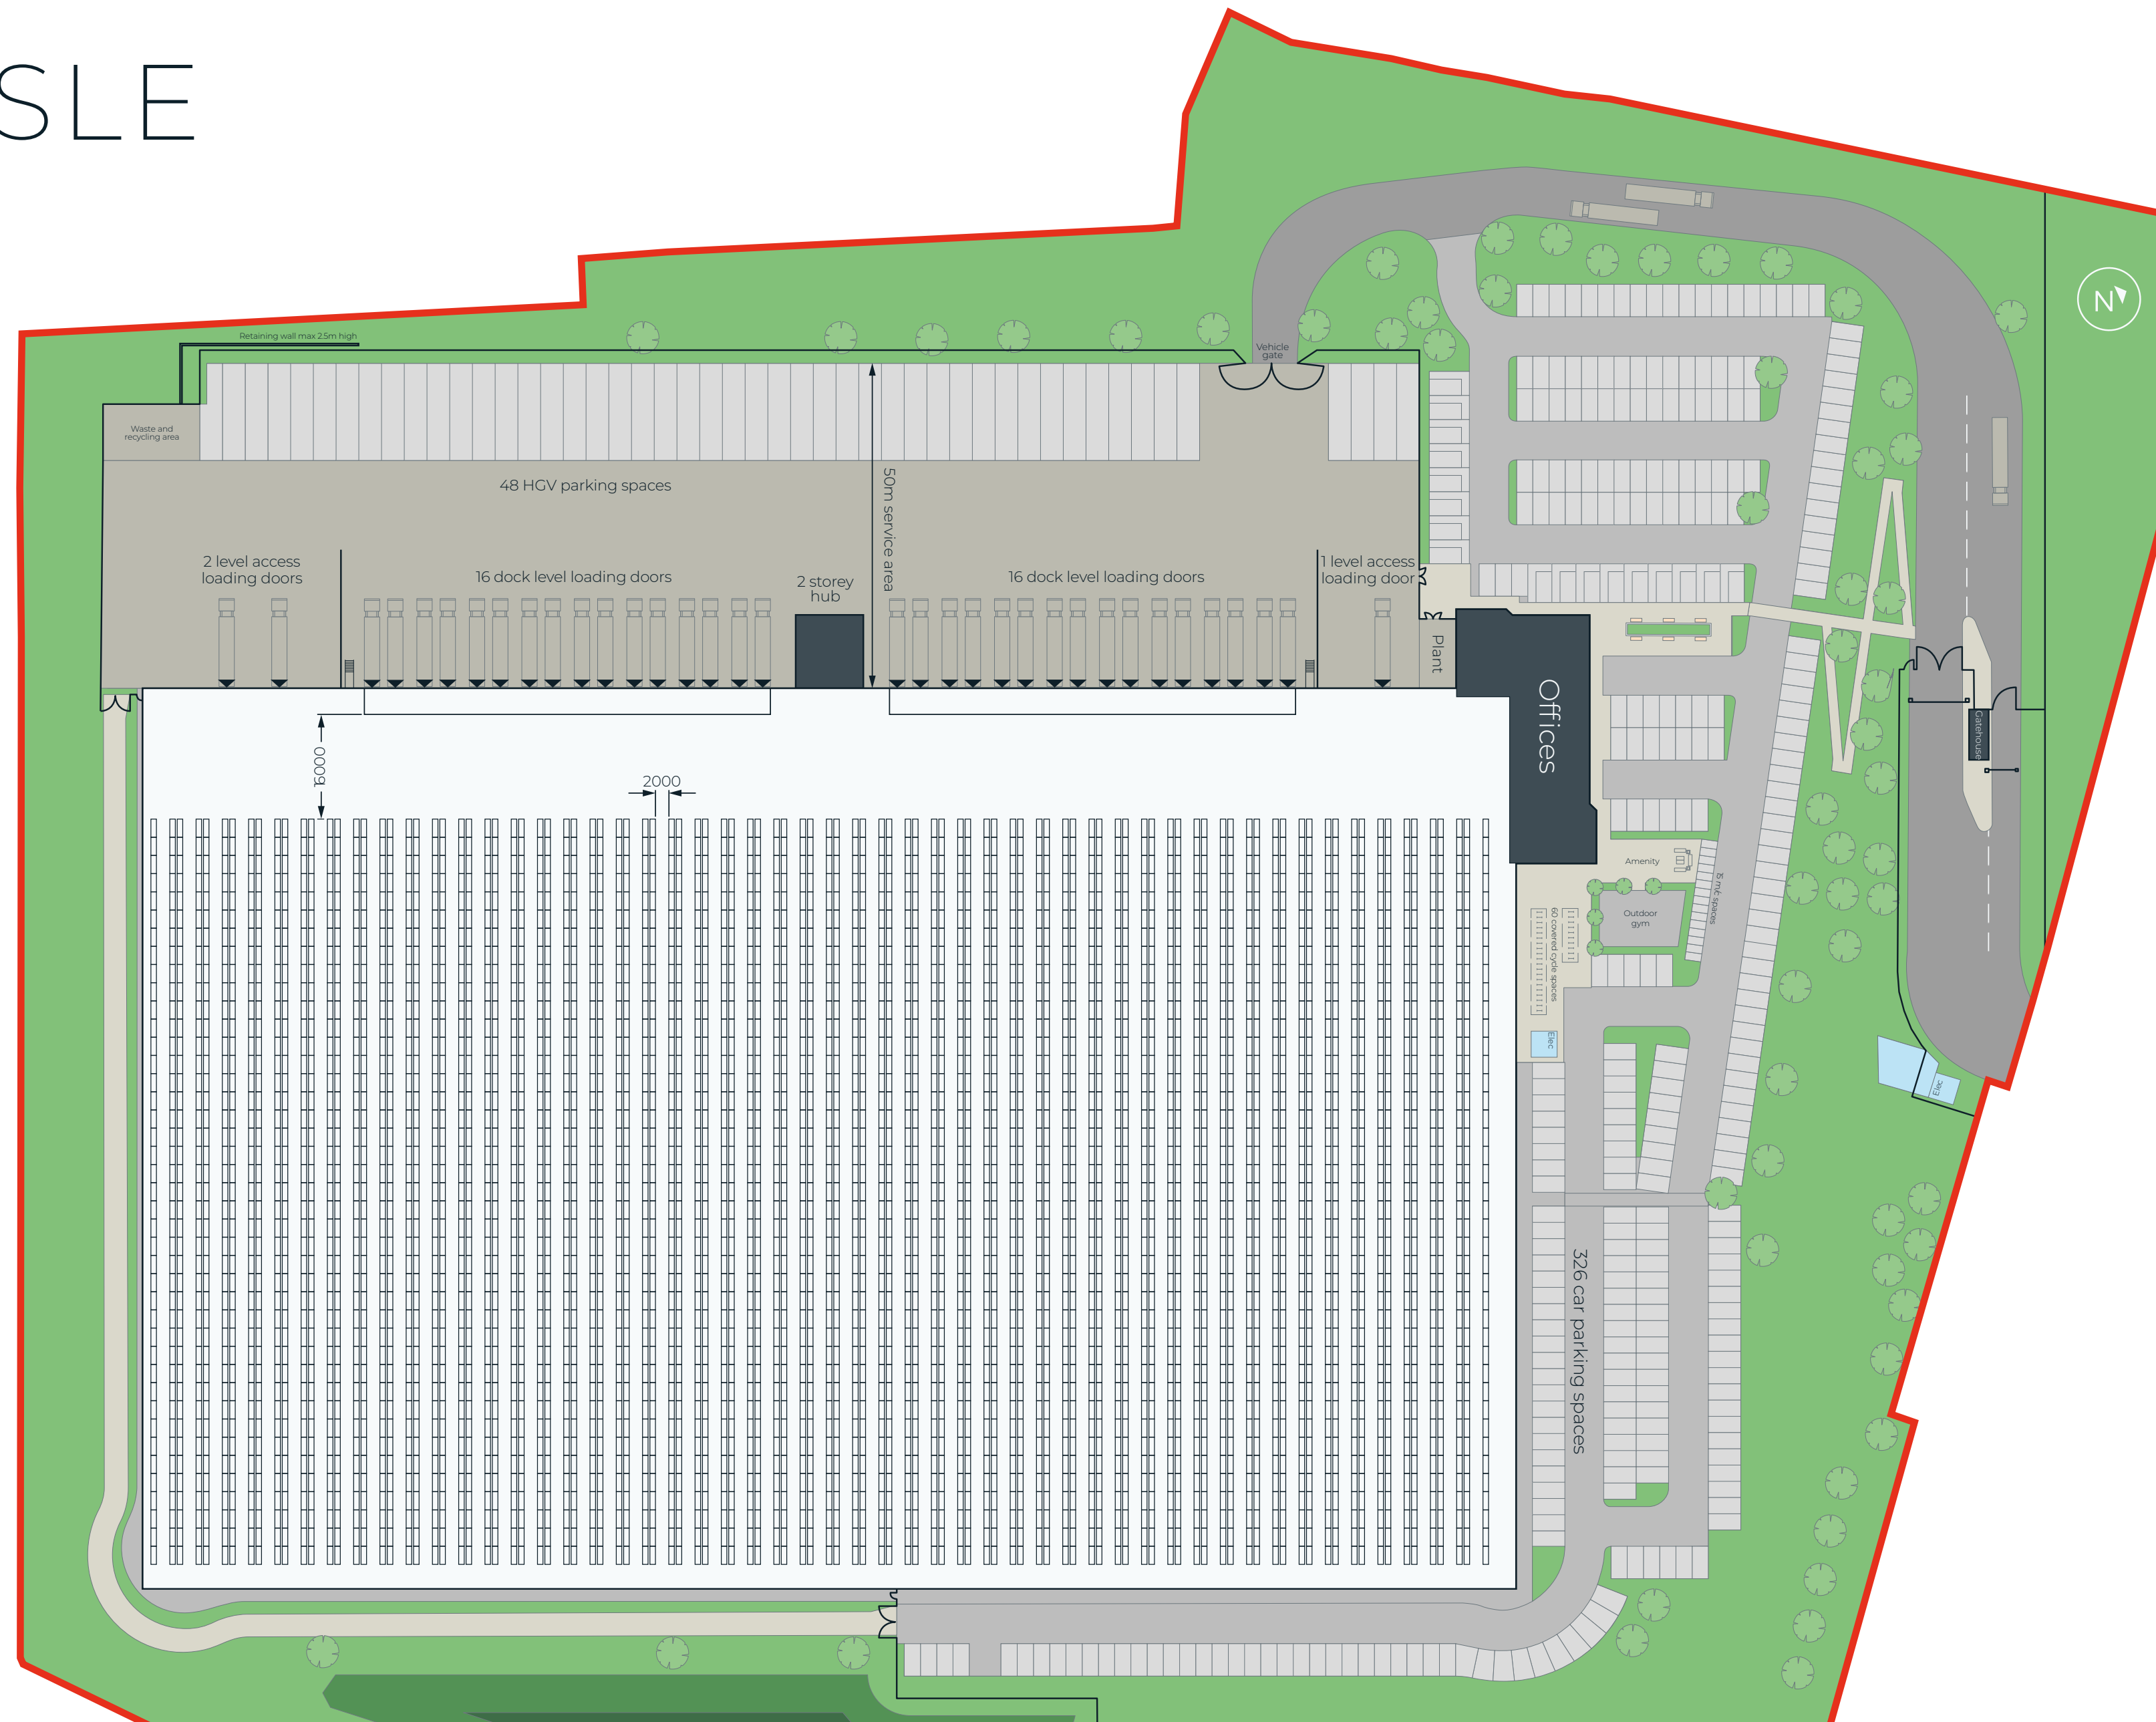 SLE
Retaining wall max 2.5m high
Vehicle
gate
N
Waste and
recycling area
48 HGV parking spaces
50m service area
2 level access
loading doors
16 dock level loading doors
2 storey
hub
16 dock level loading doors
1 level access
loading door
Plant
Offices
Gatehouse
2000
Amenity
15 m/c spaces
Outdoor
gym
60 covered cycle spaces
Elec
Elec
326 car parking spaces